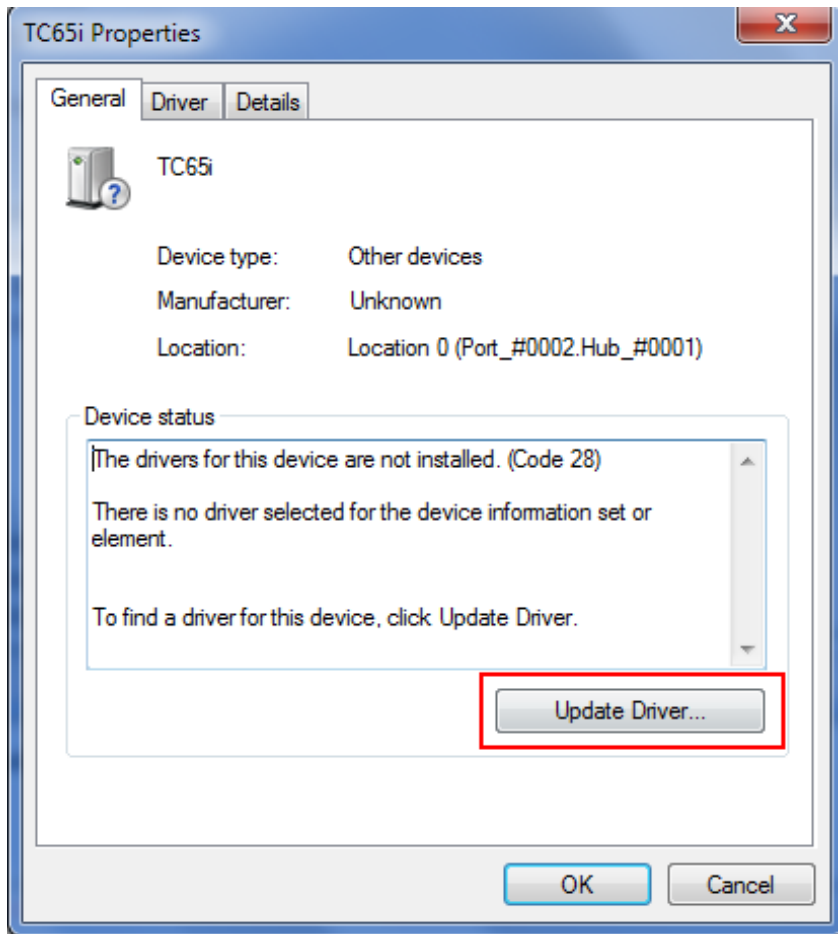 TC65i Properties
General Driver Details
TC65i
Device type: Other devices
Manufacturer: Unknown
Location: Location 0 (Port_#0002.Hub_#0001)
Device status
The drivers for this device are not installed. (Code 28)
There is no driver selected for the device information set or
element.
To find a driver for this device, click Update Driver.
Update Driver...
OK Cancel